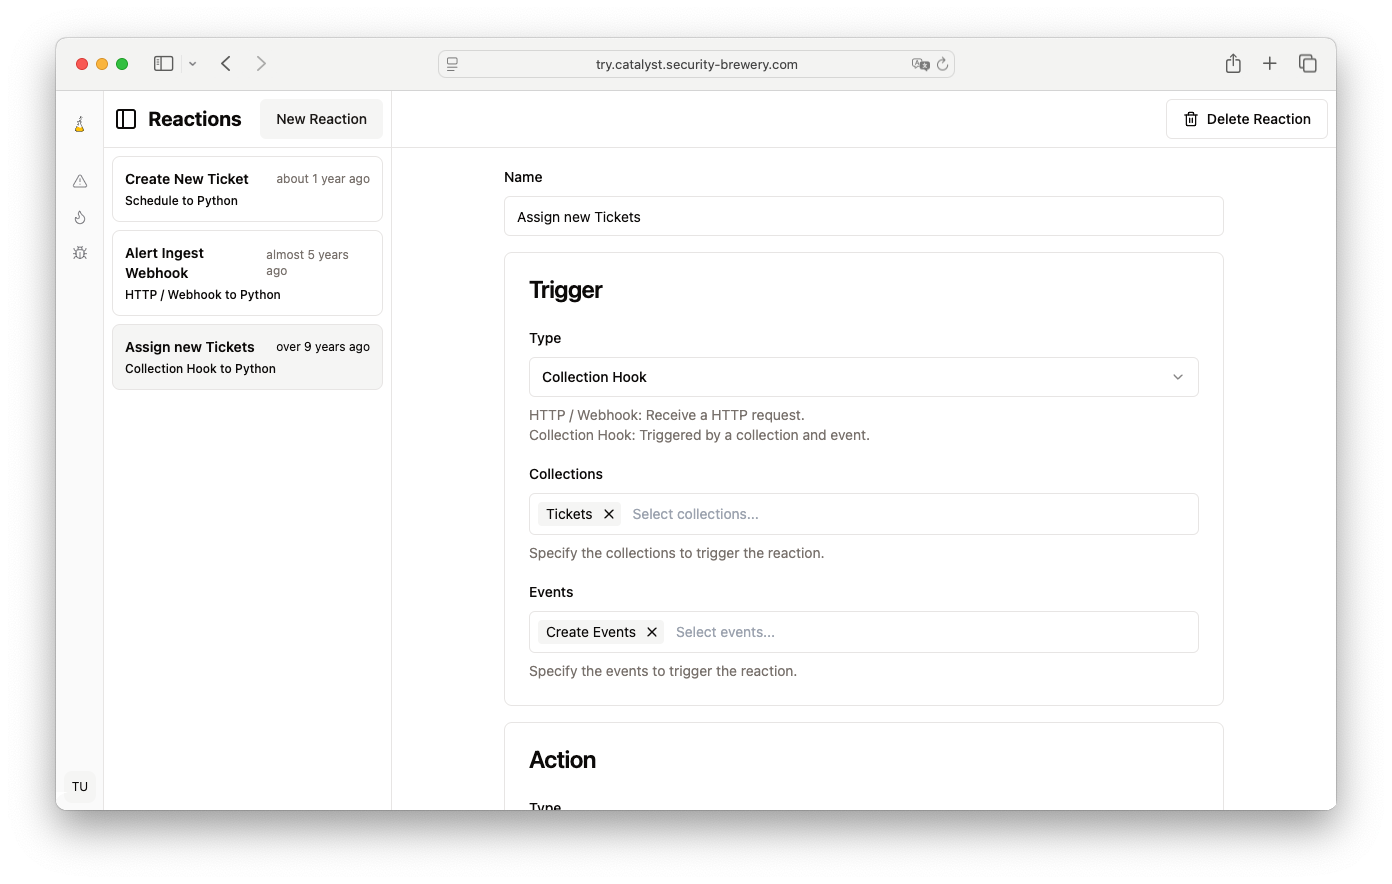 try.catalyst.security-brewery.com
Reactions
New Reaction
Delete Reaction
Create New Ticket
about 1 year ago
Schedule to Python
Alert Ingest
Webhook
almost 5 years
ago
HTTP / Webhook to Python
Assign new Tickets
over 9 years ago
Collection Hook to Python
TU
Name
Assign new Tickets
Trigger
Type
Collection Hook
HTTP / Webhook: Receive a HTTP request.
Collection Hook: Triggered by a collection and event.
Collections
Tickets
Select collections...
Specify the collections to trigger the reaction.
Events
Create Events
Select events...
Specify the events to trigger the reaction.
Action
Type